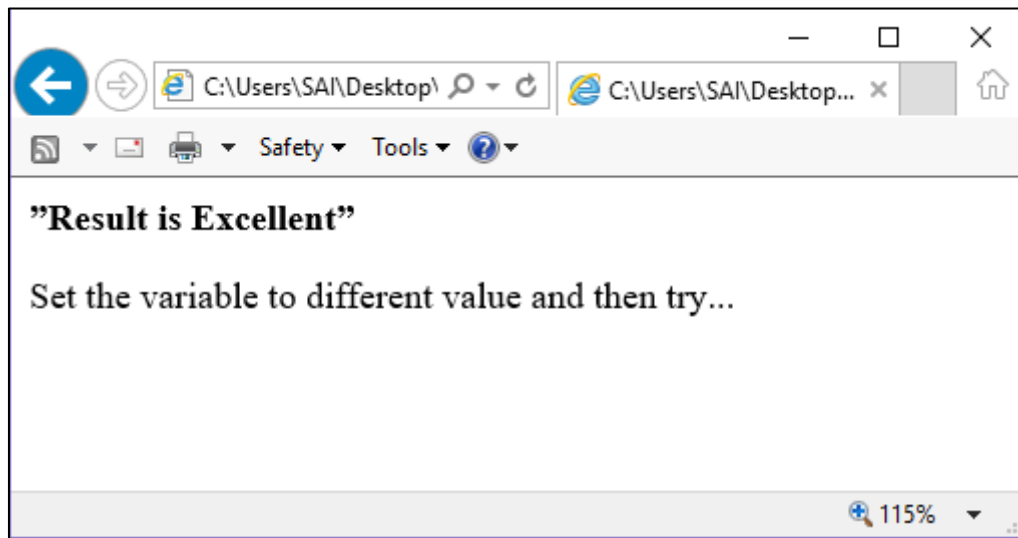 C:\Users\SAI\Desktop\
C:\Users\SAI\Desktop...
Safety Tools
”Result is Excellent”
Set the variable to different value and then try...
115%